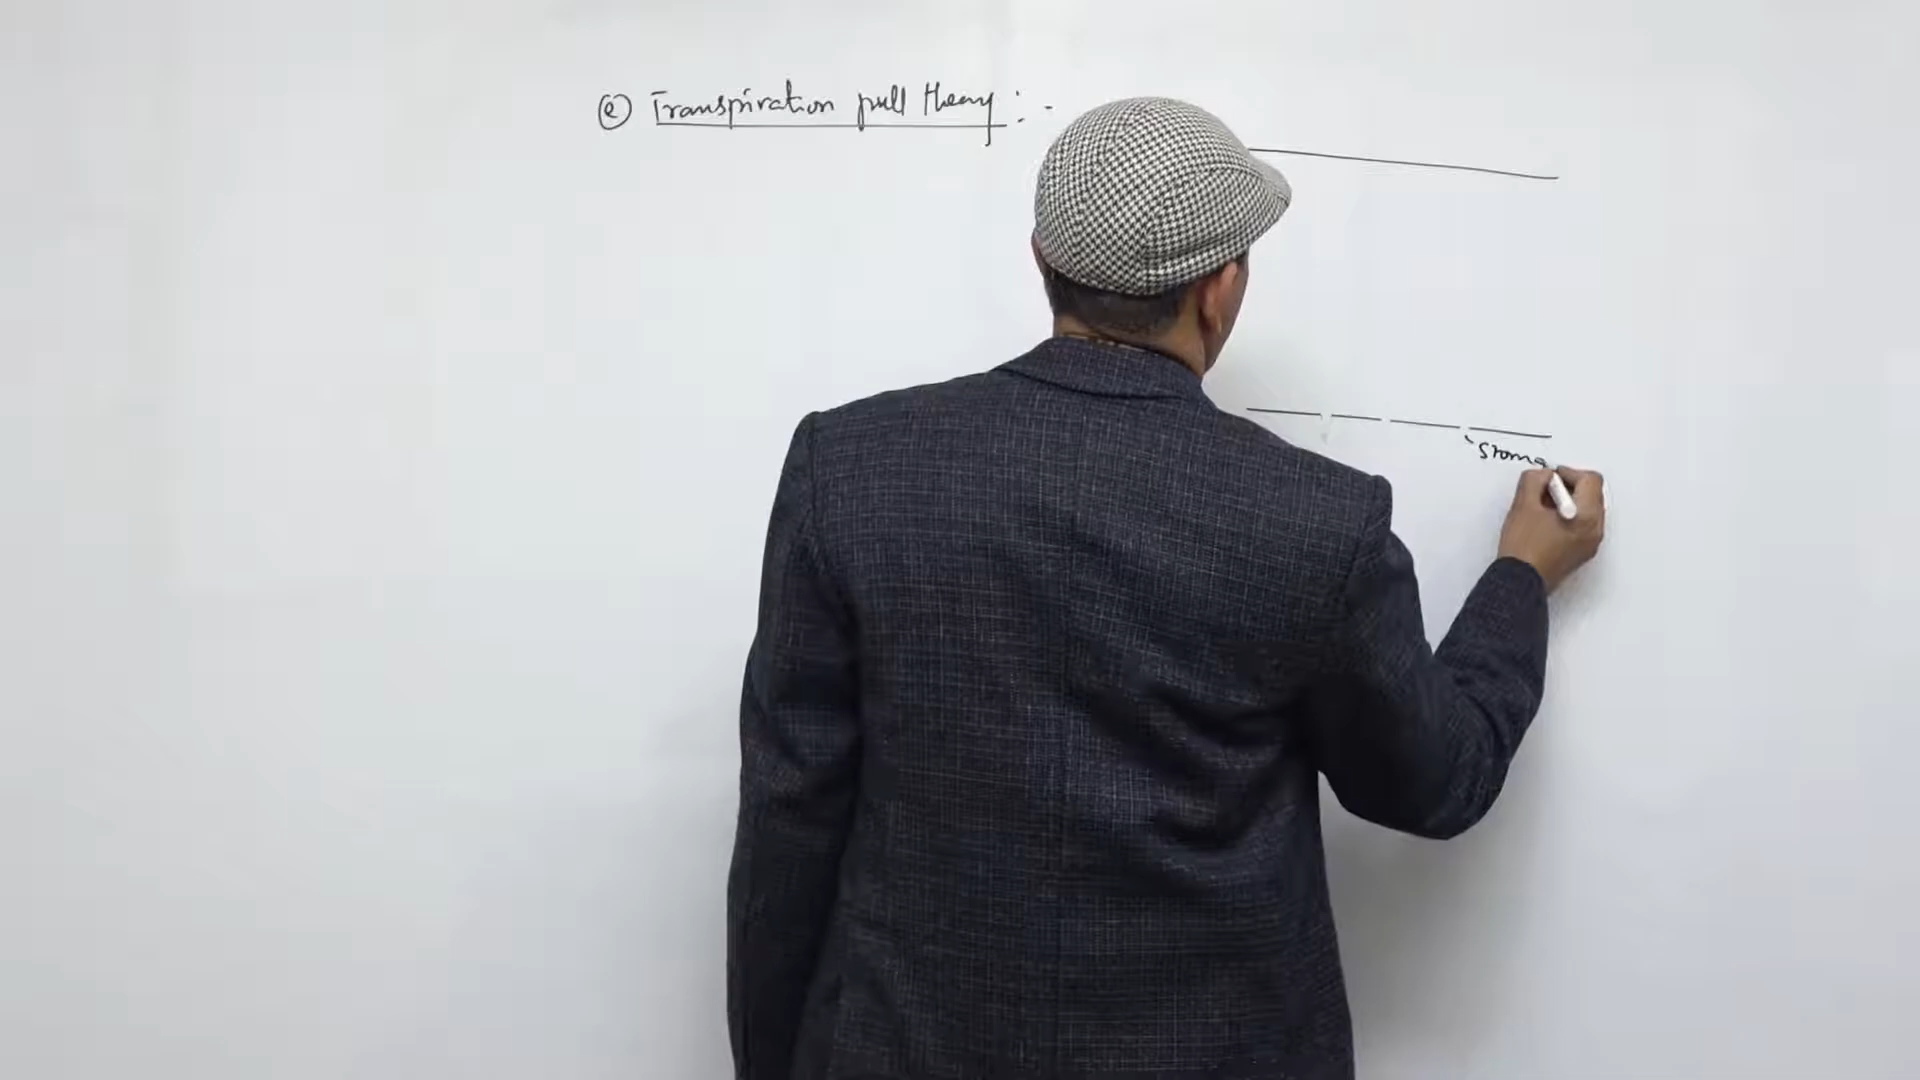 (e) Transpiration pull theory :-
Stoma